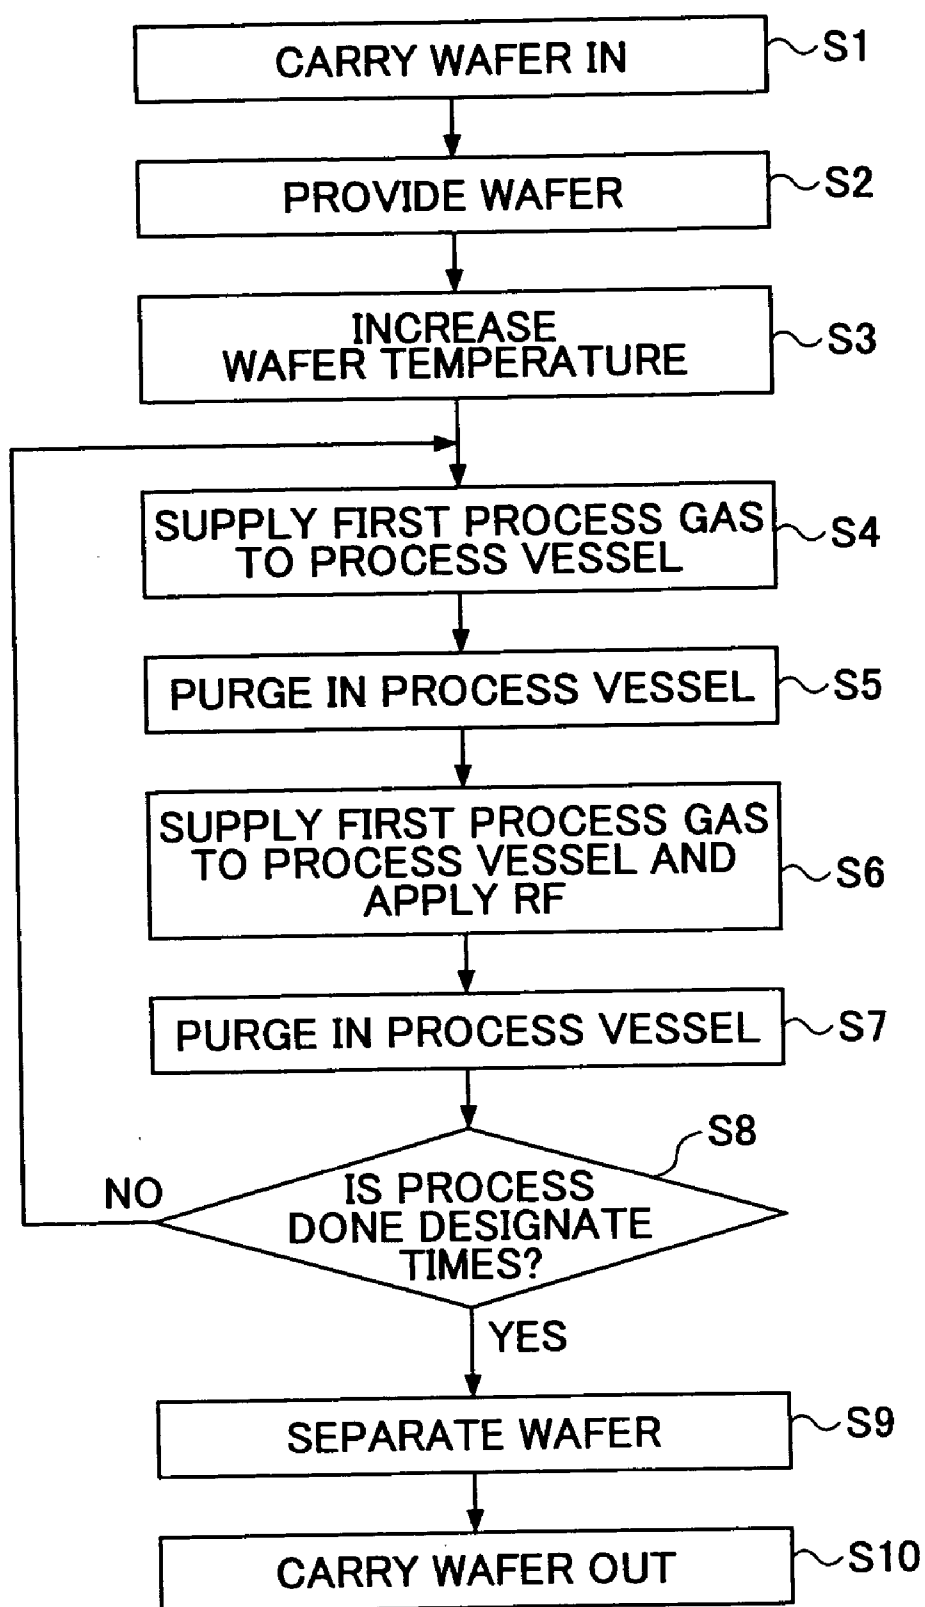 CARRY WAFER IN
S1
PROVIDE WAFER
S2
INCREASE
WAFER TEMPERATURE
S3
SUPPLY FIRST PROCESS GAS
TO PROCESS VESSEL
S4
PURGE IN PROCESS VESSEL
S5
SUPPLY FIRST PROCESS GAS
TO PROCESS VESSEL AND
APPLY RF
S6
PURGE IN PROCESS VESSEL
S7
S8
NO
IS PROCESS
DONE DESIGNATE
TIMES?
YES
SEPARATE WAFER
S9
CARRY WAFER OUT
S10